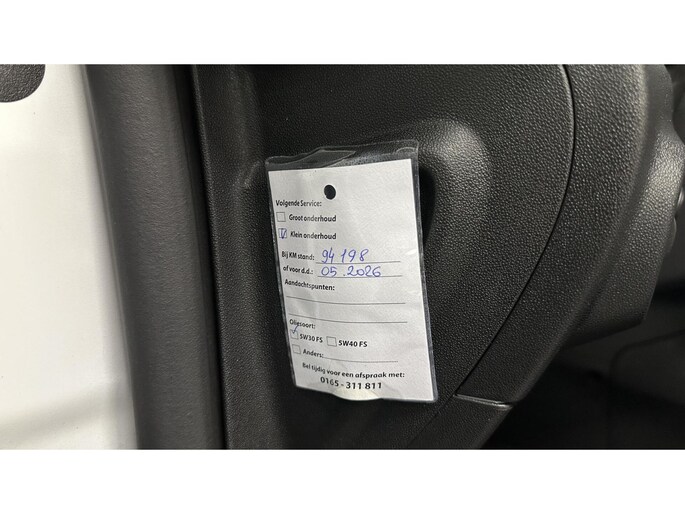 Volgende Service:
Groot onderhoud
Klein onderhoud
Bij KM stand: 94198
of voor d.d.: 05.2026
Aandachtspunten:
Oliesoort:
5W30 FS 5W40 FS
Anders:
Bel tijdig voor een afspraak met:
0165 - 311 811